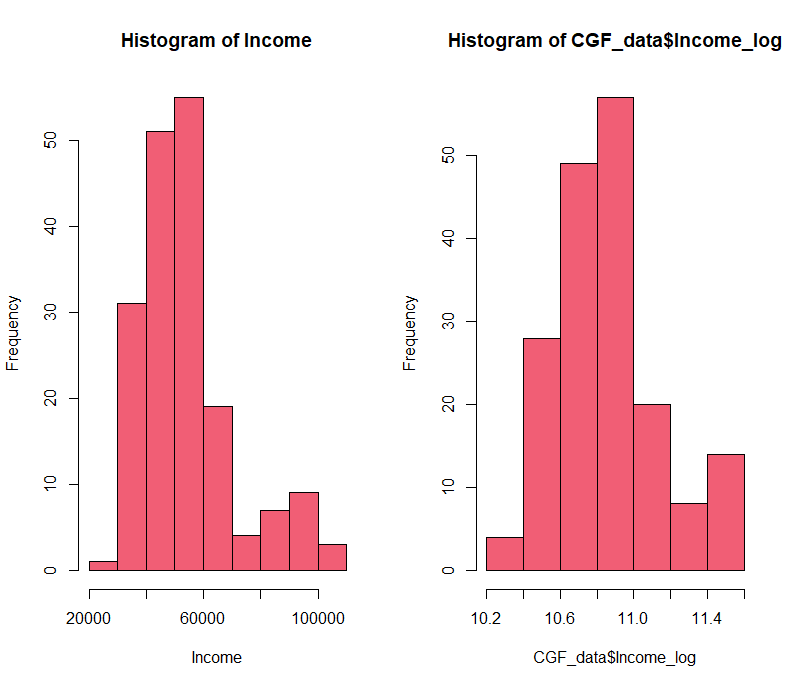 Histogram of Income
Frequency
50
40
30
20
10
0
20000 60000 100000
Income
Histogram of CGF_data$Income_log
Frequency
50
40
30
20
10
0
10.2 10.6 11.0 11.4
CGF_data$Income_log